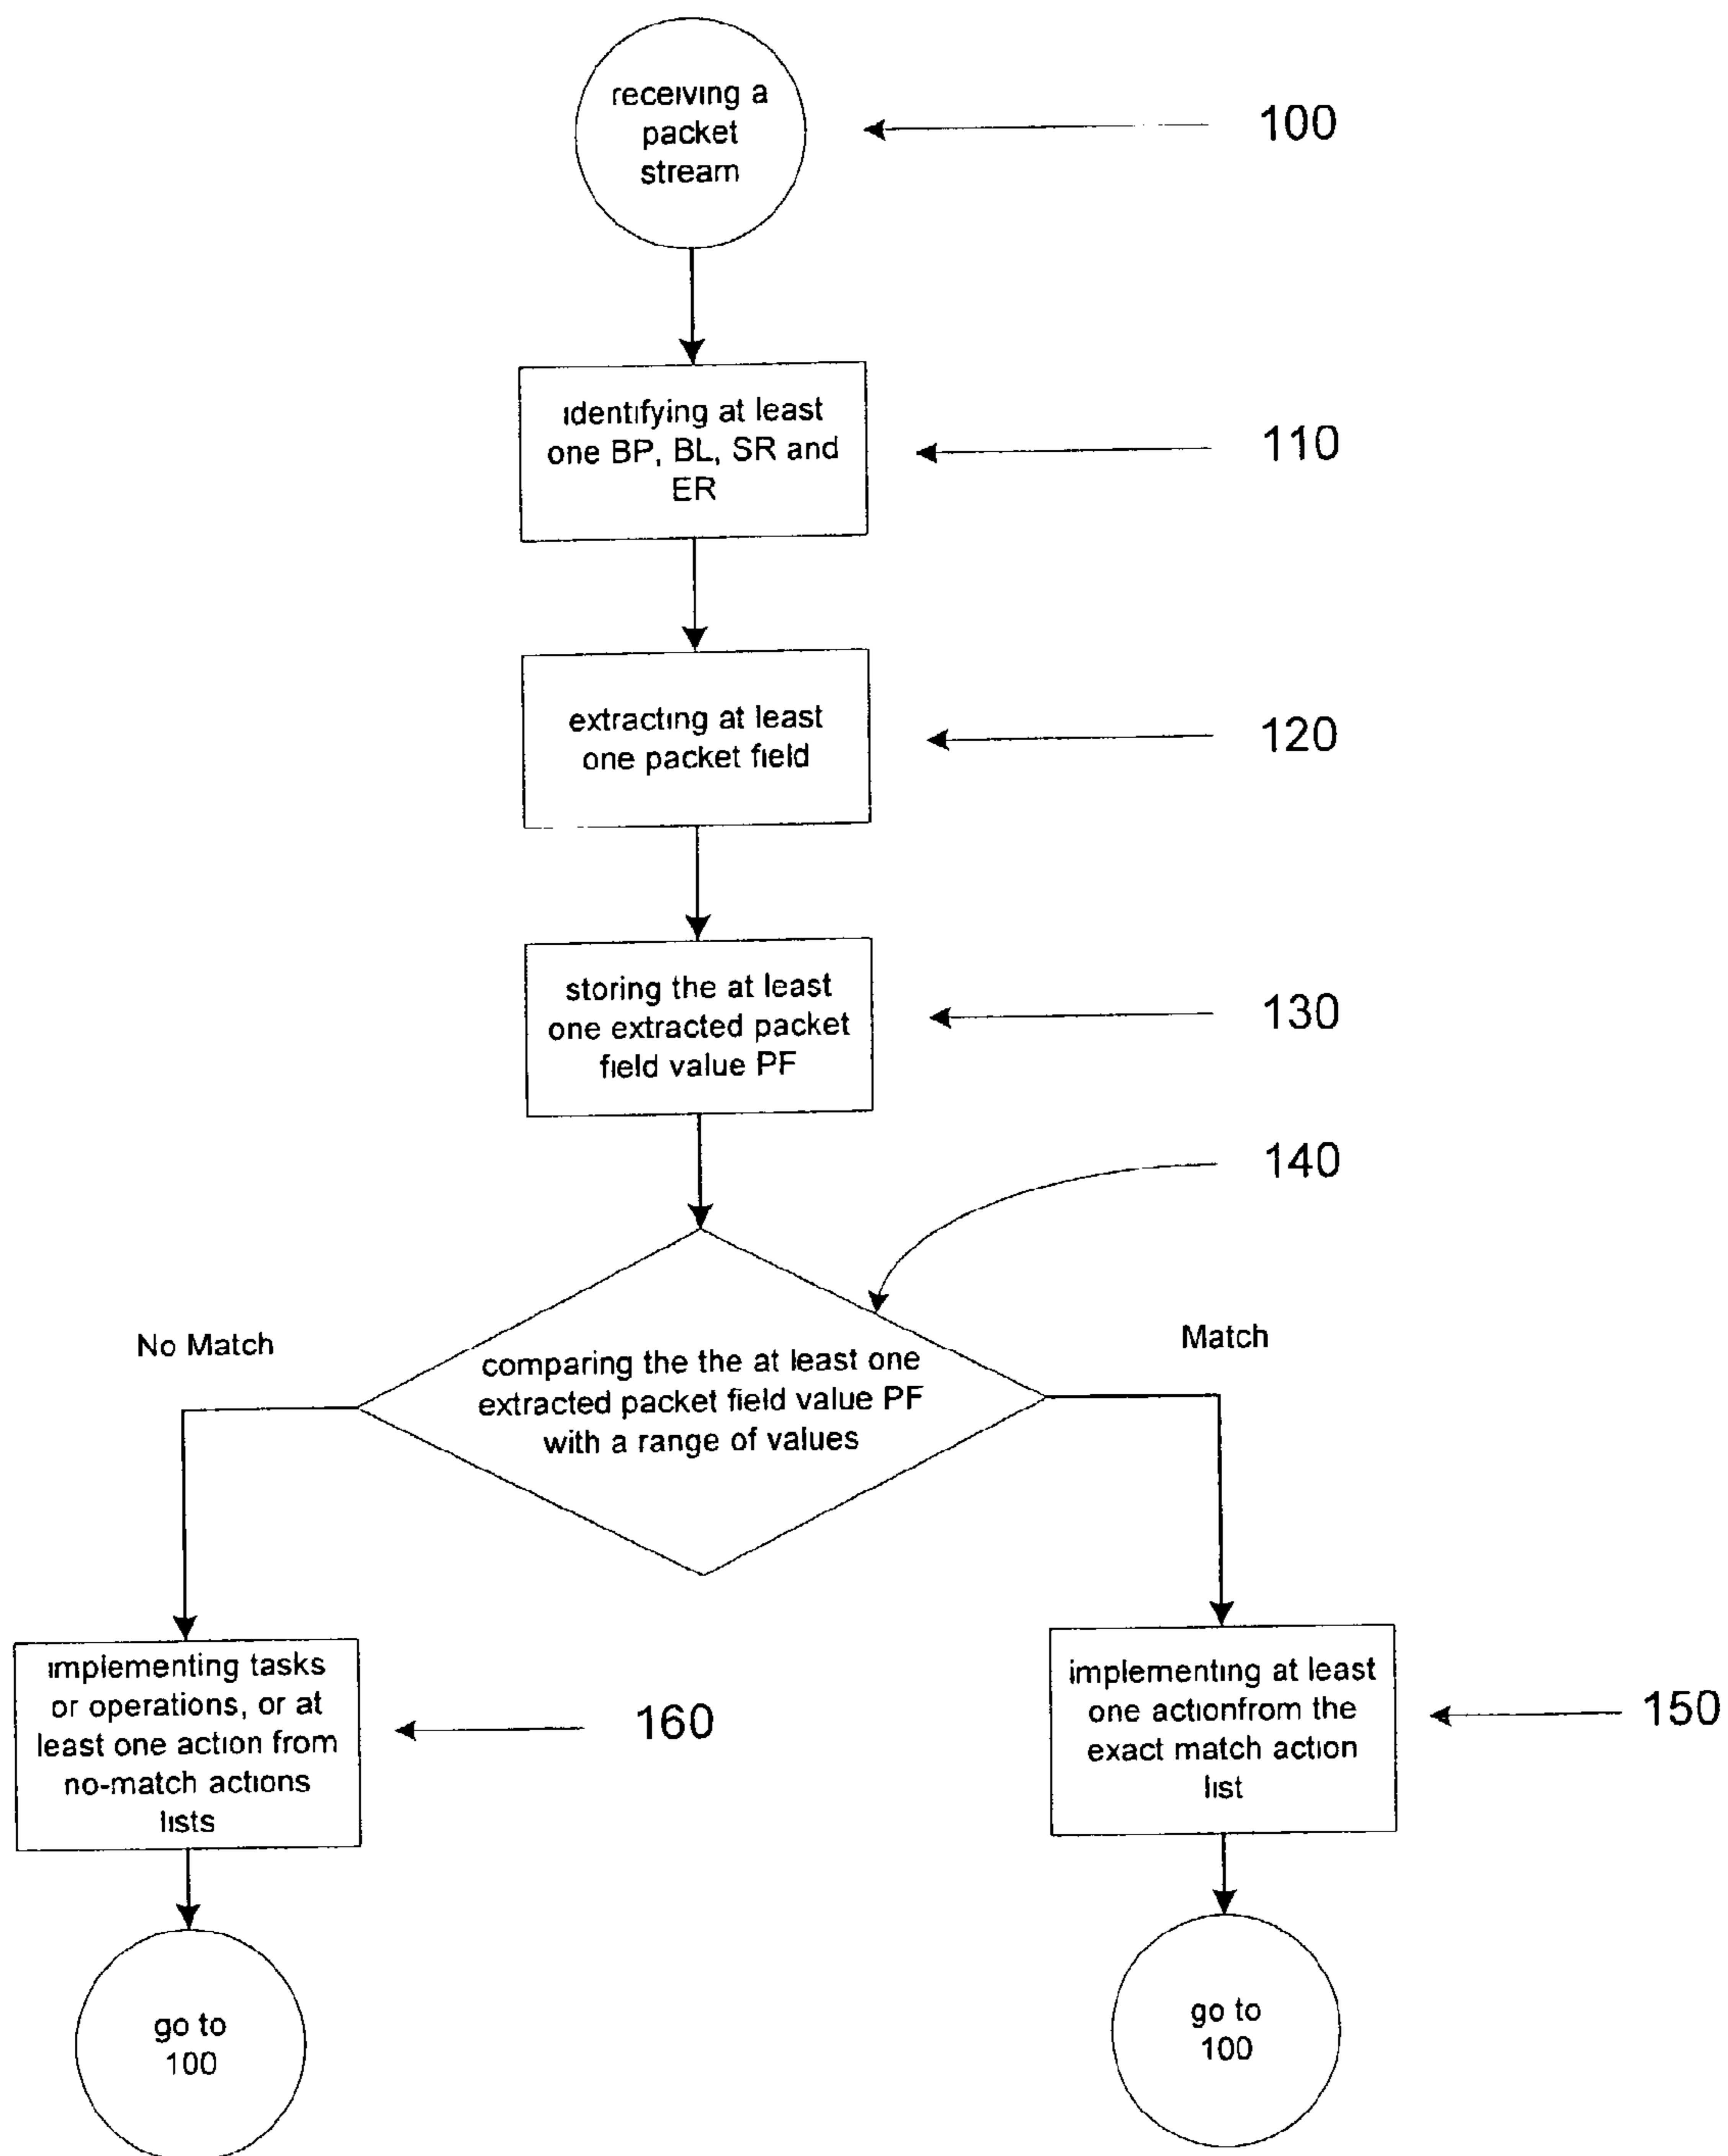 receiving a
packet
stream
100
identifying at least
one BP, BL, SR and
ER
110
extracting at least
one packet field
120
storing the at least
one extracted packet
field value PF
130
140
No Match
Match
comparing the the at least one
extracted packet field value PF
with a range of values
implementing tasks
or operations, or at
least one action from
no-match actions
lists
160
implementing at least
one actionfrom the
exact match action
list
150
go to
100
go to
100